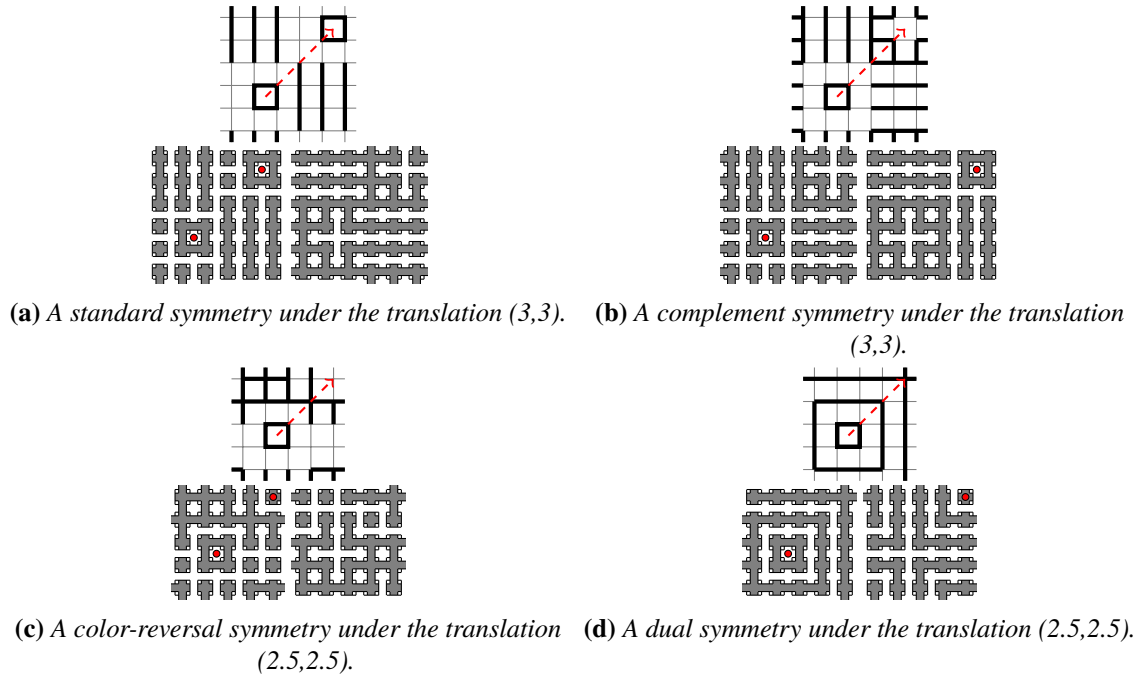 (a) A standard symmetry under the translation (3,3).
(b) A complement symmetry under the translation
(3,3).
(c) A color-reversal symmetry under the translation
(2.5,2.5).
(d) A dual symmetry under the translation (2.5,2.5).